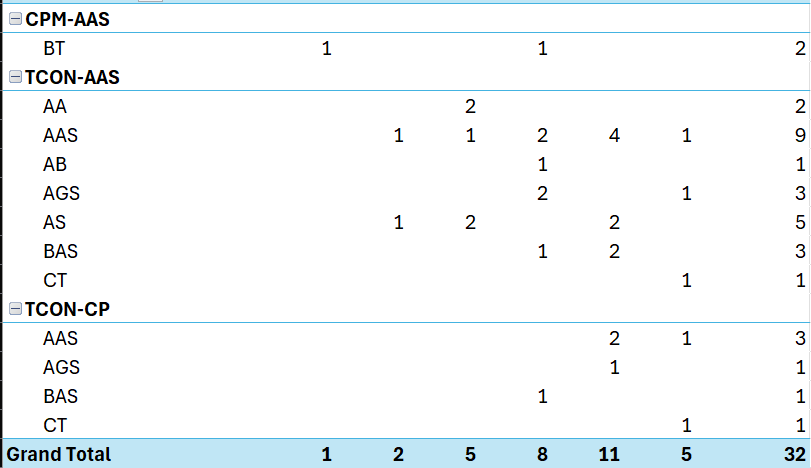 CPM-AAS
BT 1 1 2
TCON-AAS
AA 2 2
AAS 1 1 2 4 1 9
AB 1 1
AGS 2 1 3
AS 1 2 2 5
BAS 1 2 3
CT 1 1
TCON-CP
AAS 2 1 3
AGS 1 1
BAS 1 1
CT 1 1
Grand Total 1 2 5 8 11 5 32